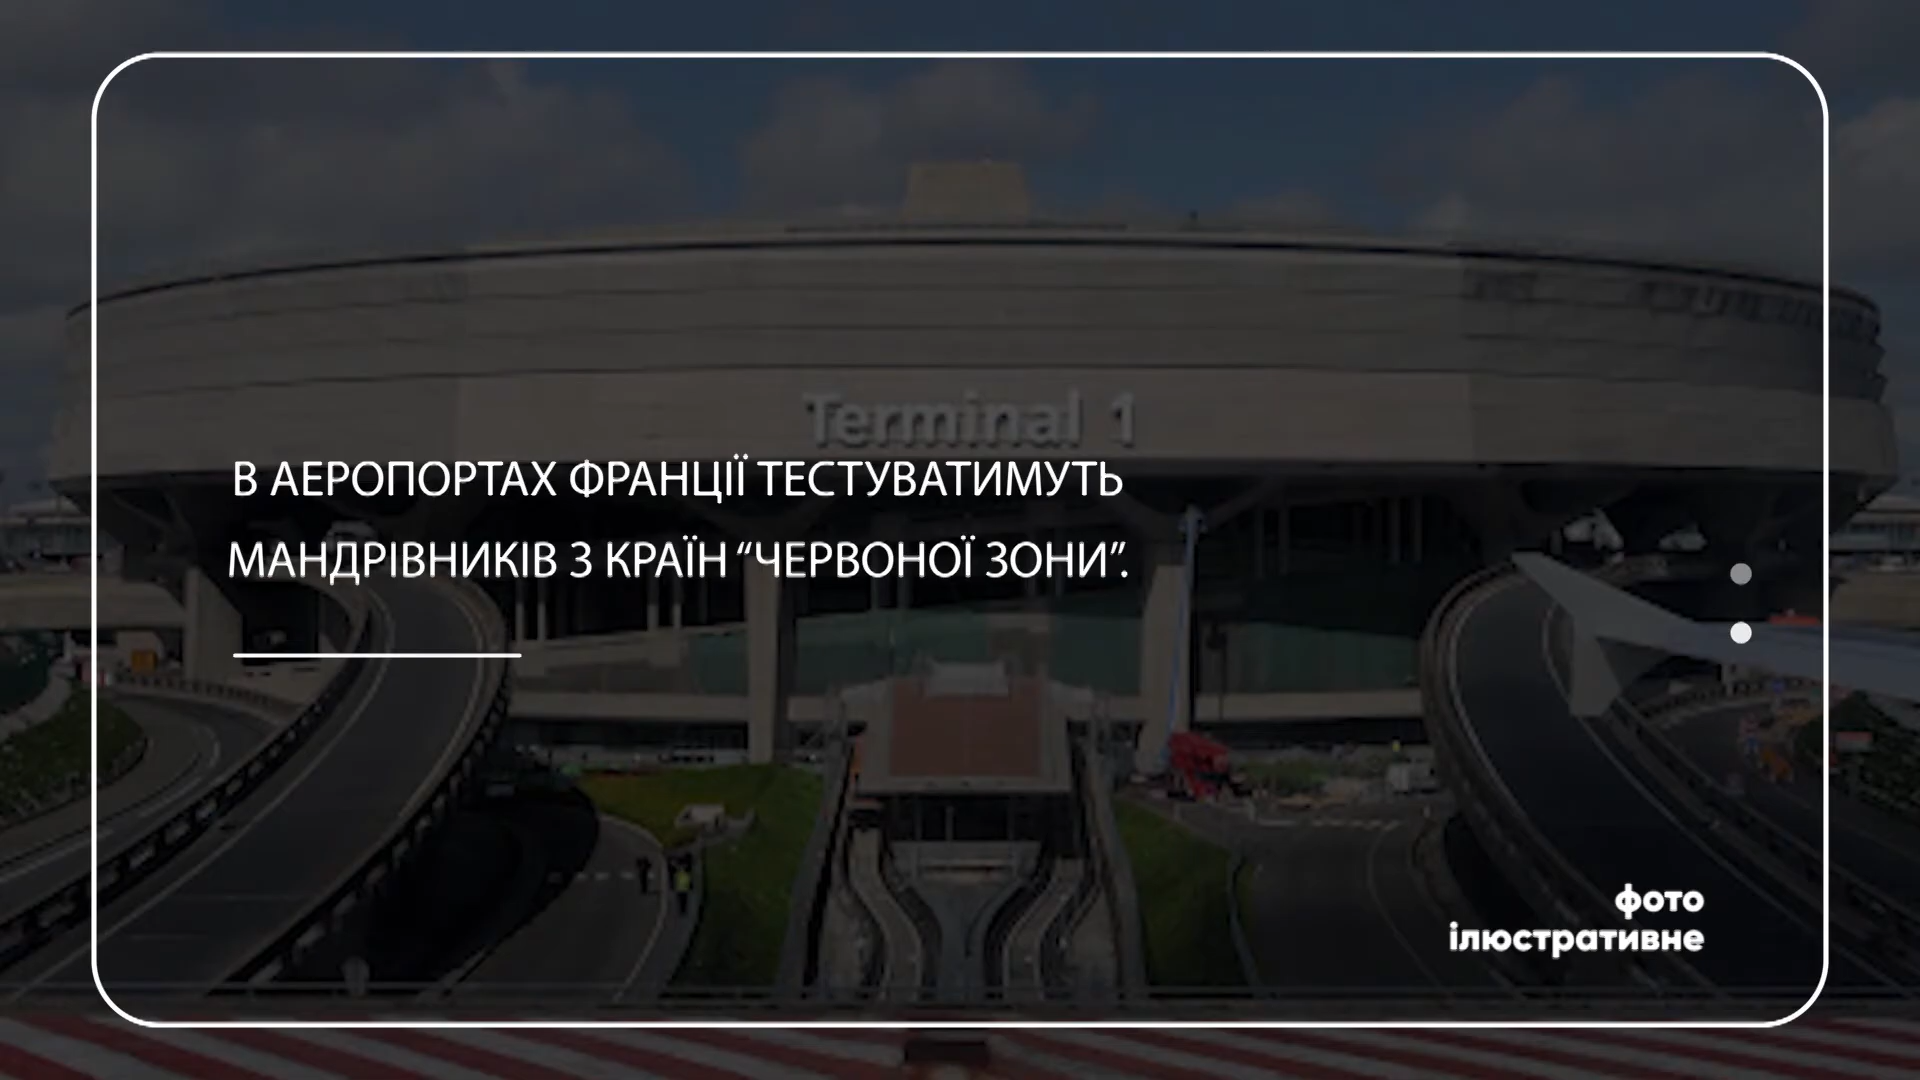 Terminal 1
В АЕРОПОРТАХ ФРАНЦІЇ ТЕСТУВАТИМУТЬ
МАНДРІВНИКІВ З КРАЇН “ЧЕРВОНОЇ ЗОНИ”.
фото
ілюстративне